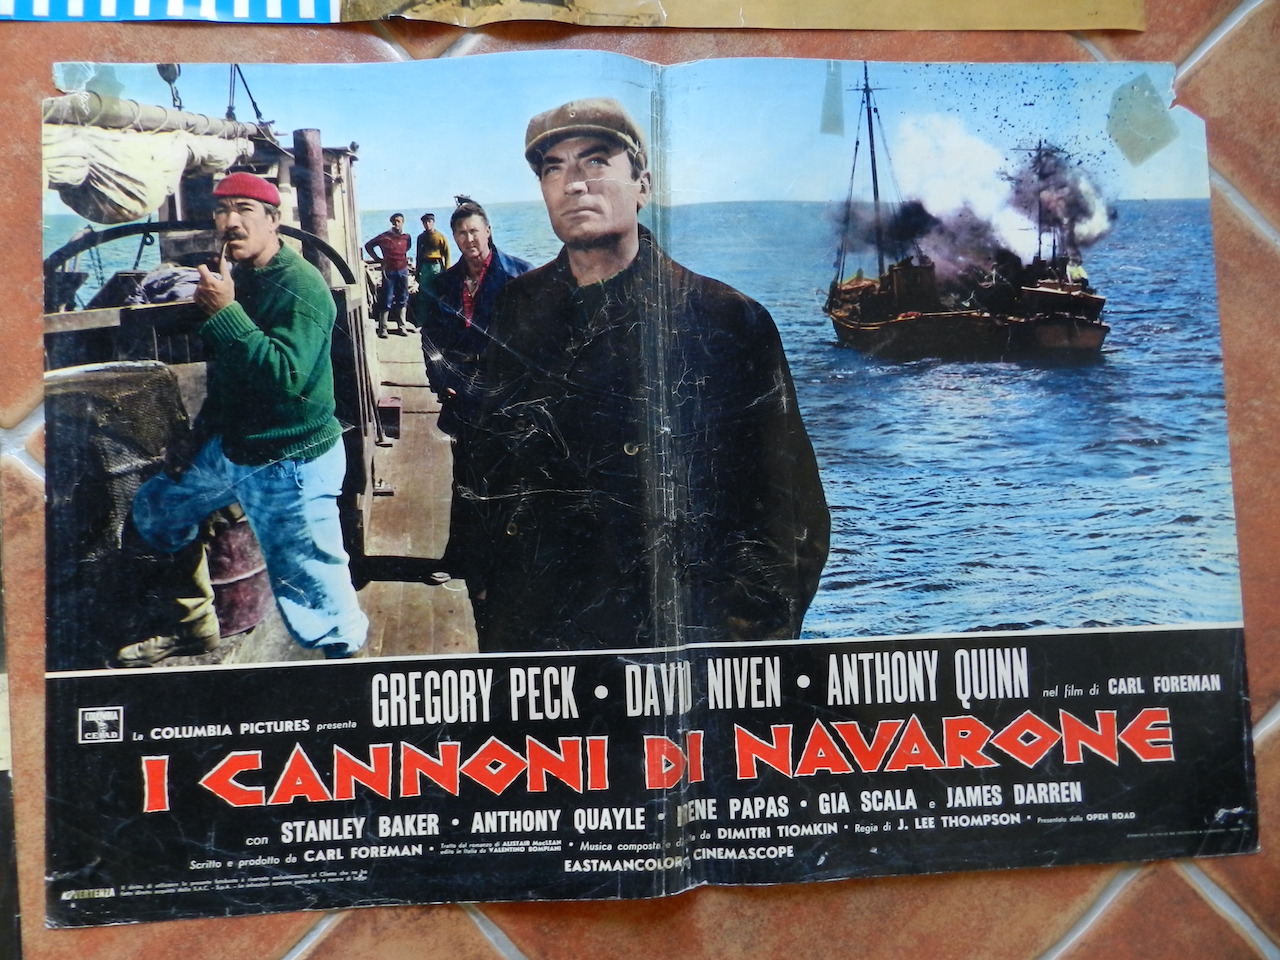 COLUMBIA
CEIAD
La COLUMBIA PICTURES presenta
GREGORY PECK • DAVID NIVEN • ANTHONY QUINN
nel film di CARL FOREMAN
I CANNONI DI NAVARONE
con STANLEY BAKER • ANTHONY QUAYLE • IRENE PAPAS • GIA SCALA e JAMES DARREN
Scritto e prodotto da CARL FOREMAN • Tratto dal romanzo di ALISTAIR MacLEAN
edito in Italia da VALENTINO BOMPIANI • Musica composta e da DIMITRI TIOMKIN • Regia di J. LEE THOMPSON • Presentato dalla OPEN ROAD
EASTMANCOLOR CINEMASCOPE
AVVERTENZA